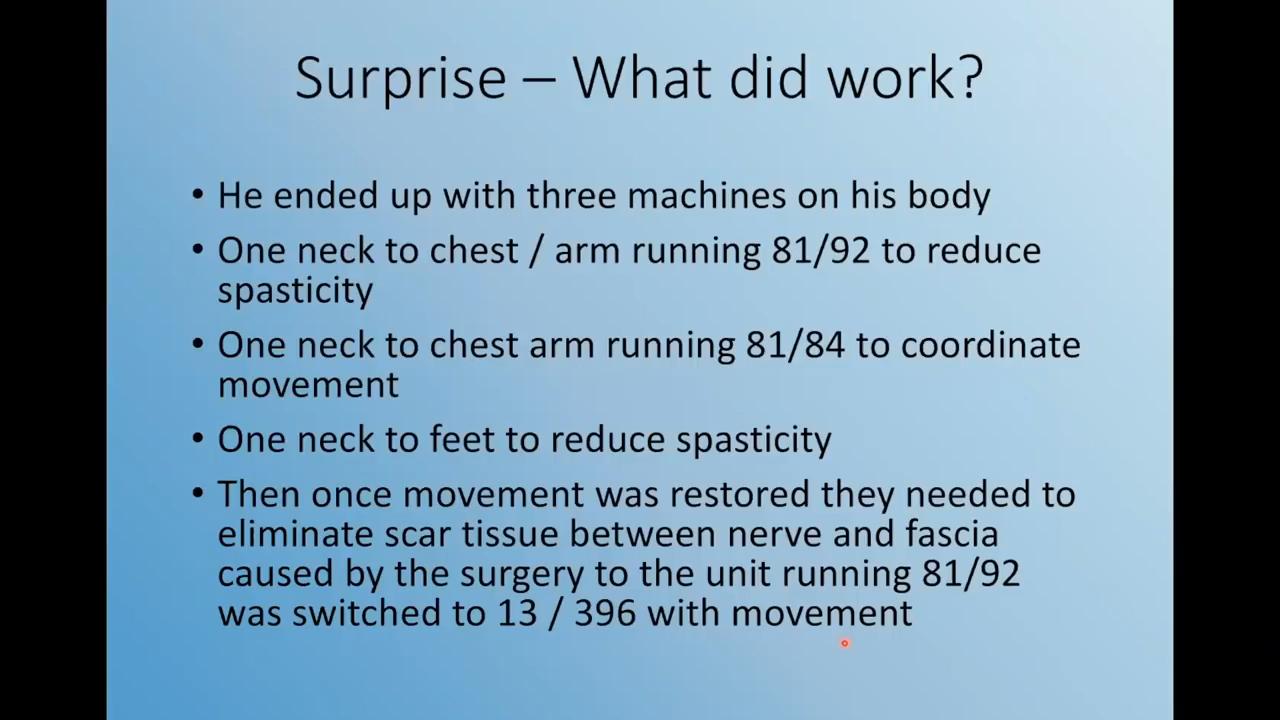 Surprise – What did work?
• He ended up with three machines on his body
• One neck to chest / arm running 81/92 to reduce
spasticity
• One neck to chest arm running 81/84 to coordinate
movement
• One neck to feet to reduce spasticity
• Then once movement was restored they needed to
eliminate scar tissue between nerve and fascia
caused by the surgery to the unit running 81/92
was switched to 13 / 396 with movement